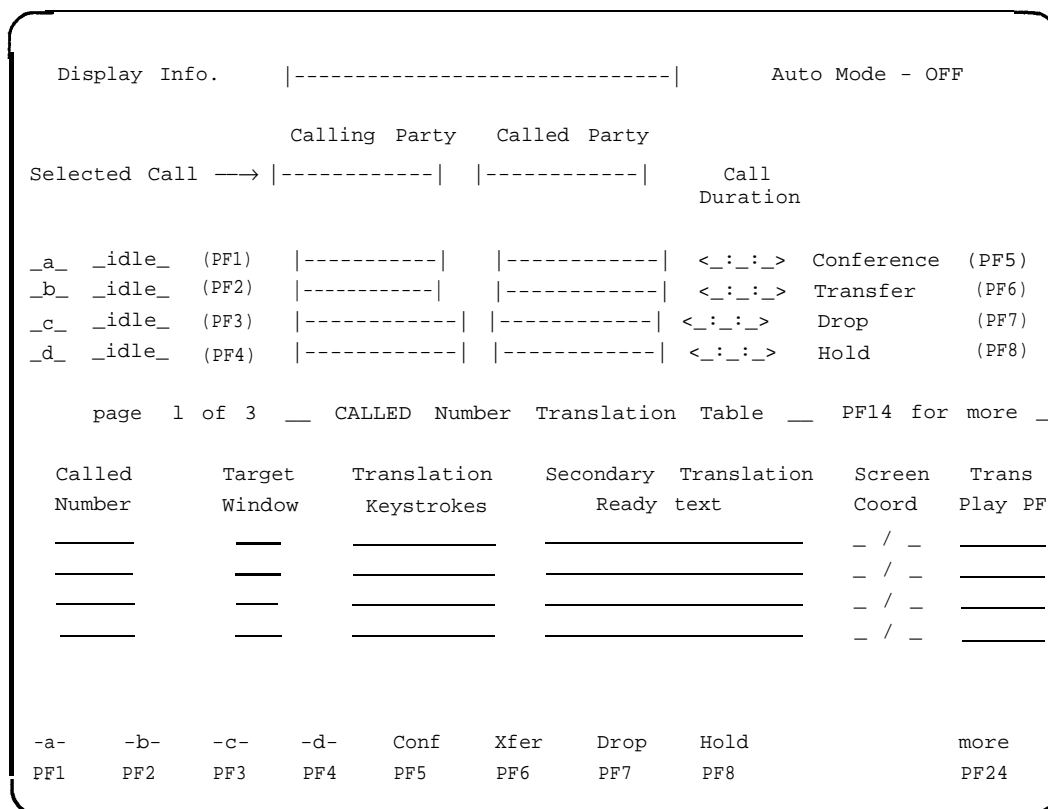 Display Info. |-------------------------------| Auto Mode - OFF
Calling Party Called Party
Selected Call ——→ |------------| |------------| Call
Duration
_a_ _idle_ (PF1) |-----------| |------------| <_:_:_> Conference (PF5)
_b_ _idle_ (PF2) |-----------| |------------| <_:_:_> Transfer (PF6)
_c_ _idle_ (PF3) |------------| |------------| <_:_:_> Drop (PF7)
_d_ _idle_ (PF4) |------------| |------------| <_:_:_> Hold (PF8)
page 1 of 3 __ CALLED Number Translation Table __ PF14 for more _
Called Target Translation Secondary Translation Screen Trans
Number Window Keystrokes Ready text Coord Play PF
_ / _
_ / _
_ / _
_ / _
-a- -b- -c- -d- Conf Xfer Drop Hold more
PF1 PF2 PF3 PF4 PF5 PF6 PF7 PF8 PF24